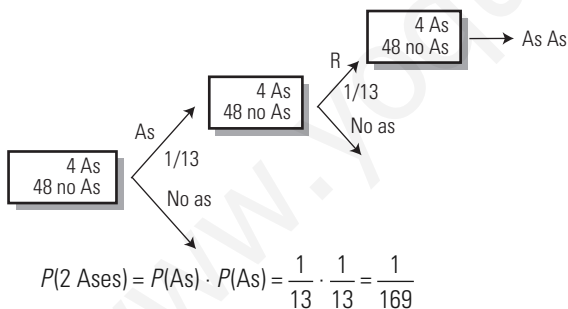 4 As
48 no As
As As
R
1/13
No as
4 As
48 no As
As
1/13
No as
4 As
48 no As
P(2 Ases) = P(As) · P(As) = 1/13 · 1/13 = 1/169